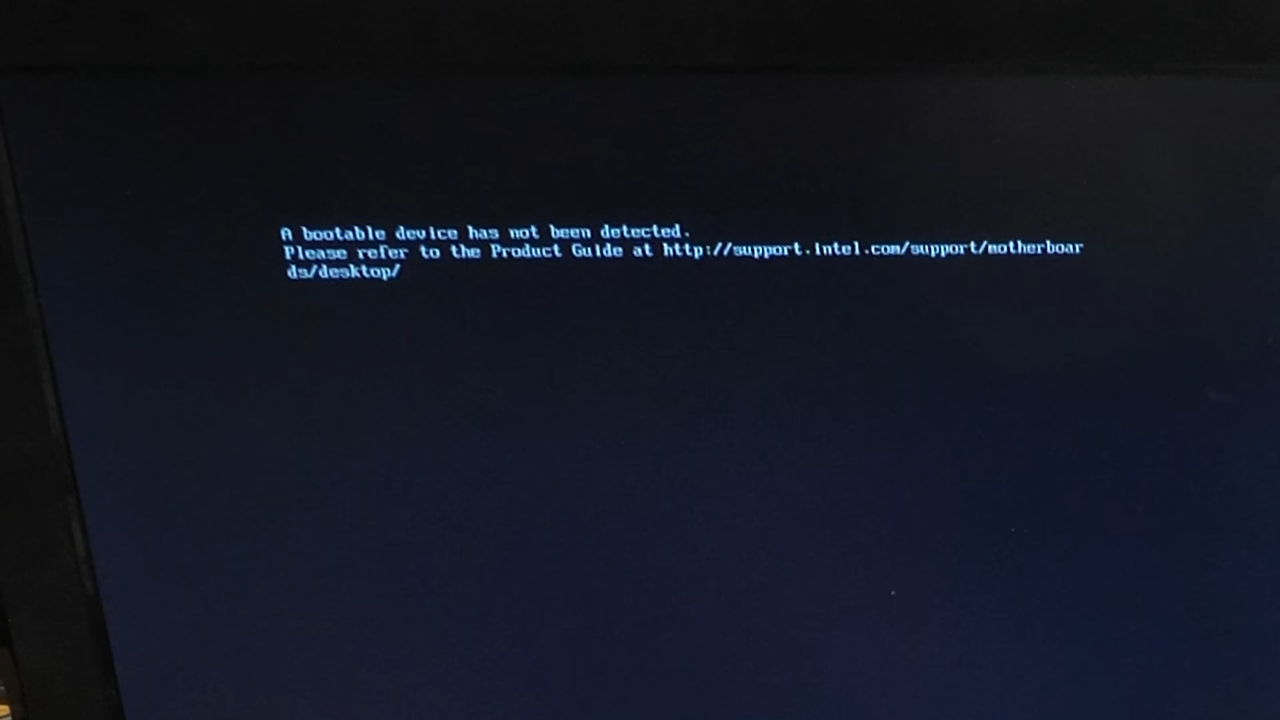 A bootable device has not been detected.
Please refer to the Product Guide at http://support.intel.com/support/motherboar
ds/desktop/